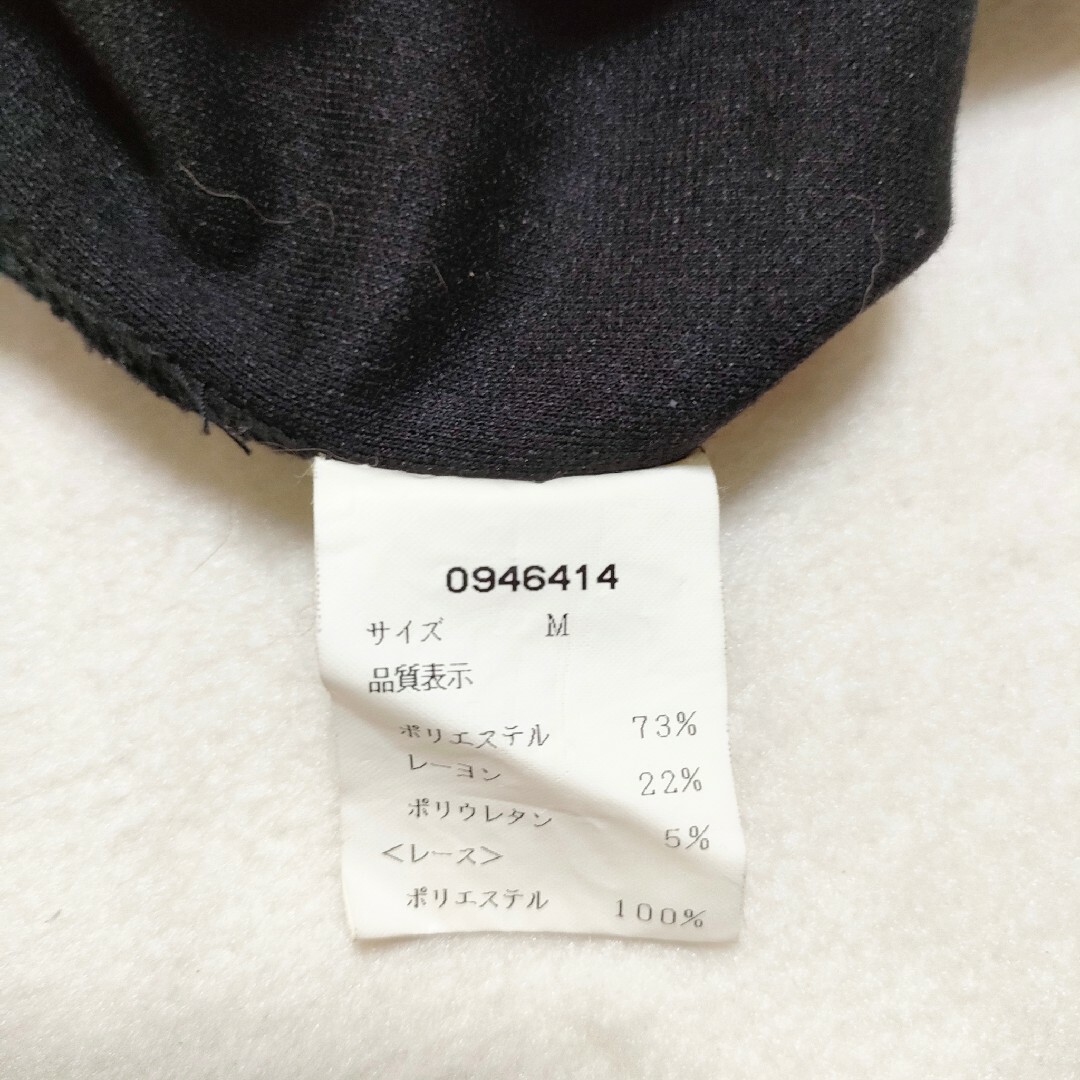 0946414
サイズ M
品質表示
ポリエステル 73%
レーヨン 22%
ポリウレタン 5%
<レース>
ポリエステル 100%